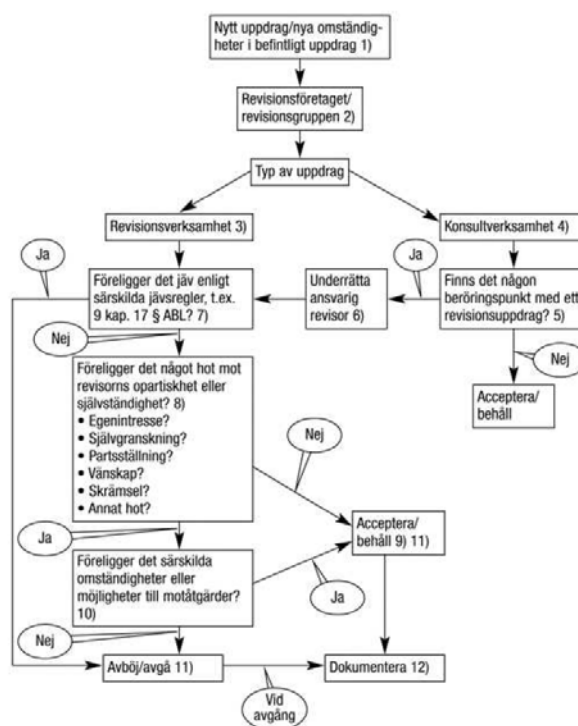 Nytt uppdrag/nya omständig-
heter i befintligt uppdrag 1)
Revisionsföretaget/
revisionsgruppen 2)
Typ av uppdrag
Revisionsverksamhet 3)
Konsultverksamhet 4)
Ja
Föreligger det jäv enligt
särskilda jävsregler, t.ex.
9 kap. 17 § ABL? 7)
Underrätta
ansvarig
revisor 6)
Ja
Finns det någon
beröringspunkt med ett
revisionsuppdrag? 5)
Nej
Nej
Acceptera/
behåll
Föreligger det något hot mot
revisorns opartiskhet eller
självständighet? 8)
• Egenintresse?
• Självgranskning?
• Partsställning?
• Vänskap?
• Skrämsel?
• Annat hot?
Nej
Ja
Acceptera/
behåll 9) 11)
Föreligger det särskilda
omständigheter eller
möjligheter till motåtgärder?
10)
Ja
Nej
Avböj/avgå 11)
Vid
avgång
Dokumentera 12)